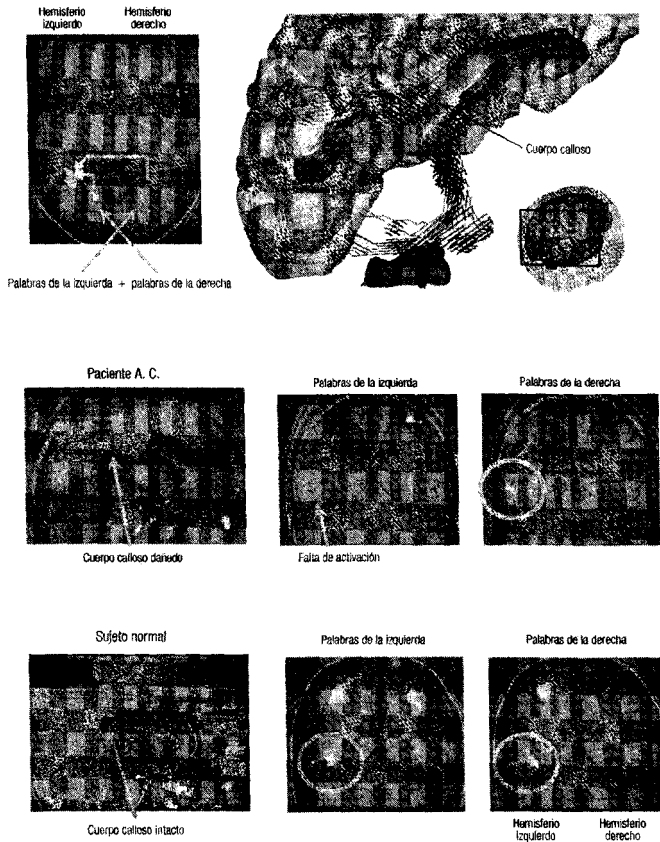 Hemisferio
izquierdo
Hemisferio
derecho
Cuerpo calloso
Palabras de la izquierda + palabras de la derecha
Paciente A. C.
Palabras de la izquierda
Palabras de la derecha
Cuerpo calloso dañado
Falta de activación
Sujeto normal
Palabras de la izquierda
Palabras de la derecha
Cuerpo calloso intacto
Hemisferio
izquierdo
Hemisferio
derecho